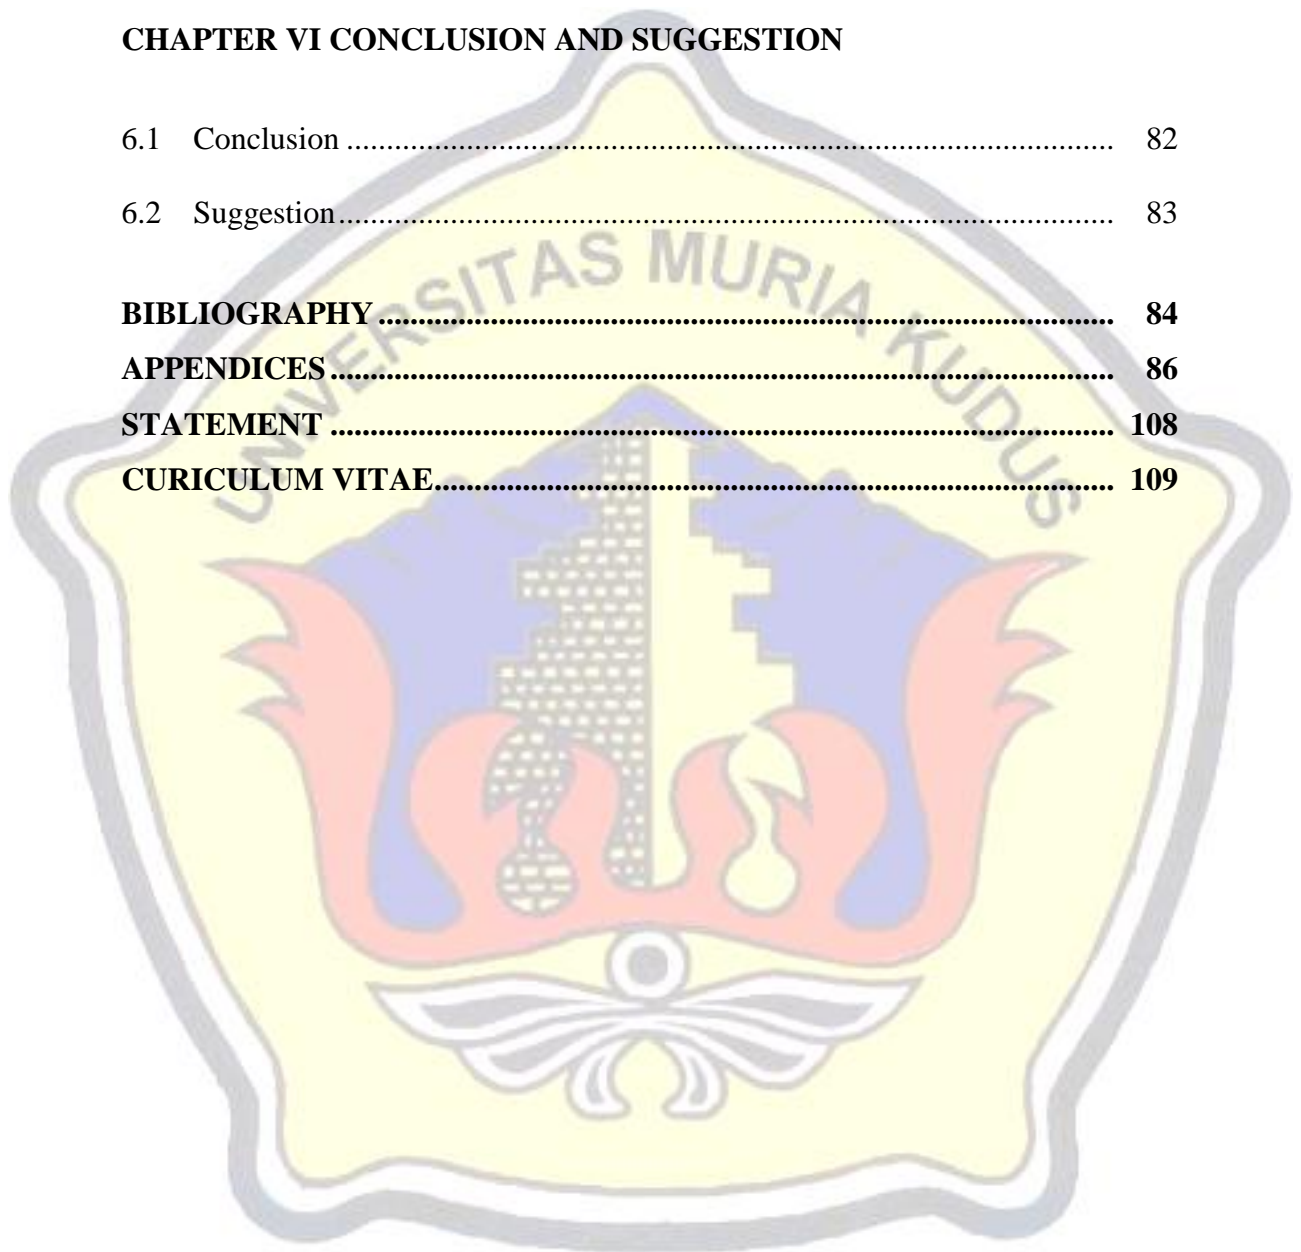 CHAPTER VI CONCLUSION AND SUGGESTION
6.1 Conclusion ........................................................................................... 82
6.2 Suggestion ............................................................................................ 83
UNIVERSITAS MURIA KUDUS
BIBLIOGRAPHY ........................................................................................ 84
APPENDICES ............................................................................................. 86
STATEMENT ............................................................................................. 108
CURICULUM VITAE ................................................................................. 109